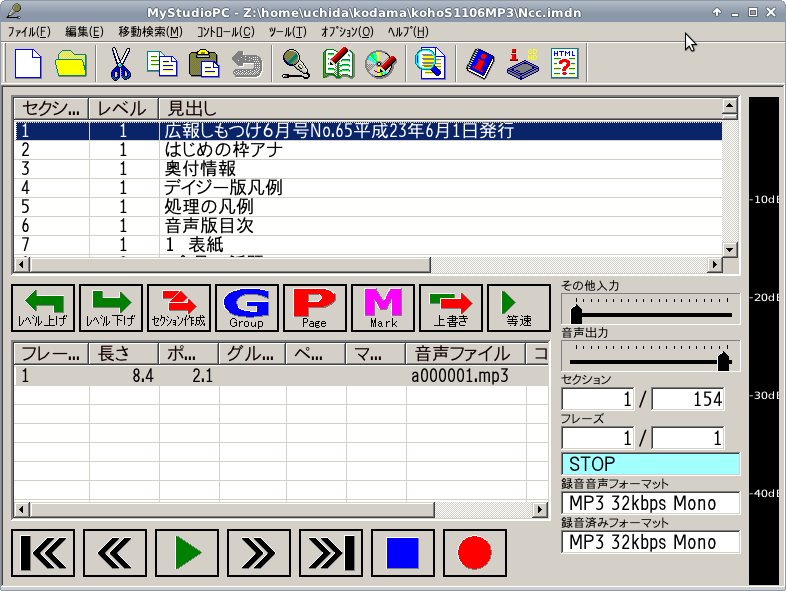 MyStudioPC - Z:\home\uchida\kodama\kohoS1106MP3\Ncc.imdn
ﾌｧｲﾙ(F) 編集(E) 移動検索(M) ｺﾝﾄﾛｰﾙ(C) ﾂｰﾙ(T) ｵﾌﾟｼｮﾝ(O) ﾍﾙﾌﾟ(H)
HTML
セクシ... レベル 見出し
1 1 広報しもつけ6月号No.65平成23年6月1日発行
2 1 はじめの枠アナ
3 1 奥付情報
4 1 デイジー版凡例
5 1 処理の凡例
6 1 音声版目次
7 1 1 表紙
-10dB
-20dB
-30dB
-40dB
ﾚﾍﾞﾙ上げ ﾚﾍﾞﾙ下げ ｾｸｼｮﾝ作成 G Group P Page M Mark 上書き 等速
その他入力
音声出力
フレー... 長さ ポ... グル... ペ... マ... 音声ファイル コ
1 8.4 2.1 a000001.mp3
セクション
1 / 154
フレーズ
1 / 1
STOP
録音音声フォーマット
MP3 32kbps Mono
録音済みフォーマット
MP3 32kbps Mono